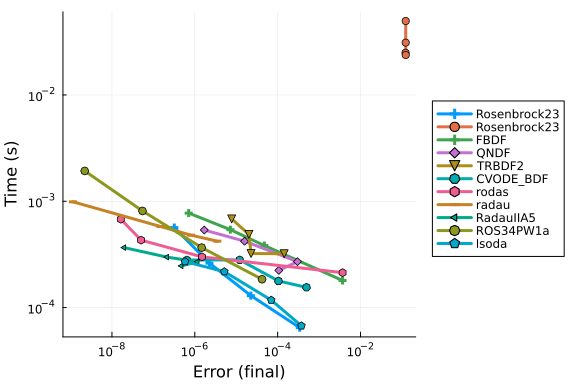 10⁻²
10⁻³
10⁻⁴
Time (s)
10⁻⁸
10⁻⁶
10⁻⁴
10⁻²
Error (final)
Rosenbrock23
Rosenbrock23
FBDF
QNDF
TRBDF2
CVODE_BDF
rodas
radau
RadauIIA5
ROS34PW1a
lsoda